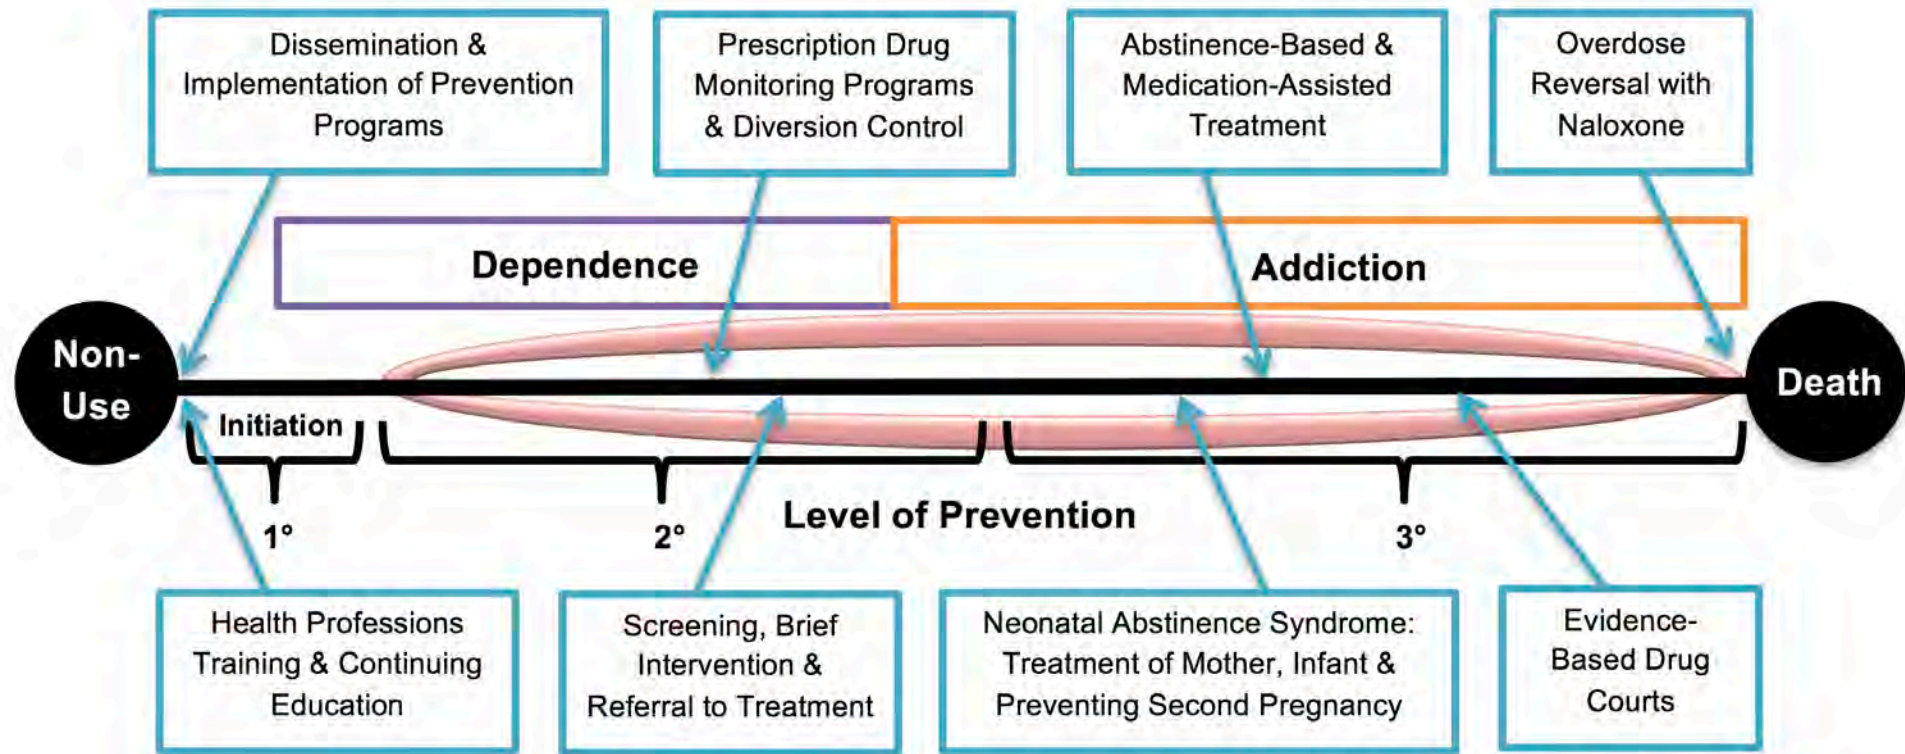 Dissemination &
Implementation of Prevention
Programs
Prescription Drug
Monitoring Programs
& Diversion Control
Abstinence-Based &
Medication-Assisted
Treatment
Overdose
Reversal with
Naloxone
Dependence
Addiction
Non-
Use
Death
Initiation
1°
2°
Level of Prevention
3°
Health Professions
Training & Continuing
Education
Screening, Brief
Intervention &
Referral to Treatment
Neonatal Abstinence Syndrome:
Treatment of Mother, Infant &
Preventing Second Pregnancy
Evidence-
Based Drug
Courts